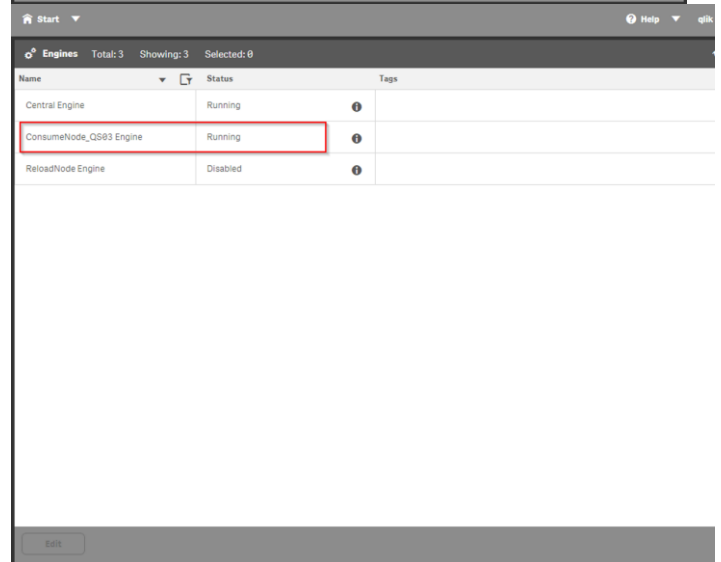 Start Help qlik
Engines Total: 3 Showing: 3 Selected: 0
Name Status Tags
Central Engine Running
ConsumeNode_QS03 Engine Running
ReloadNode Engine Disabled
Edit